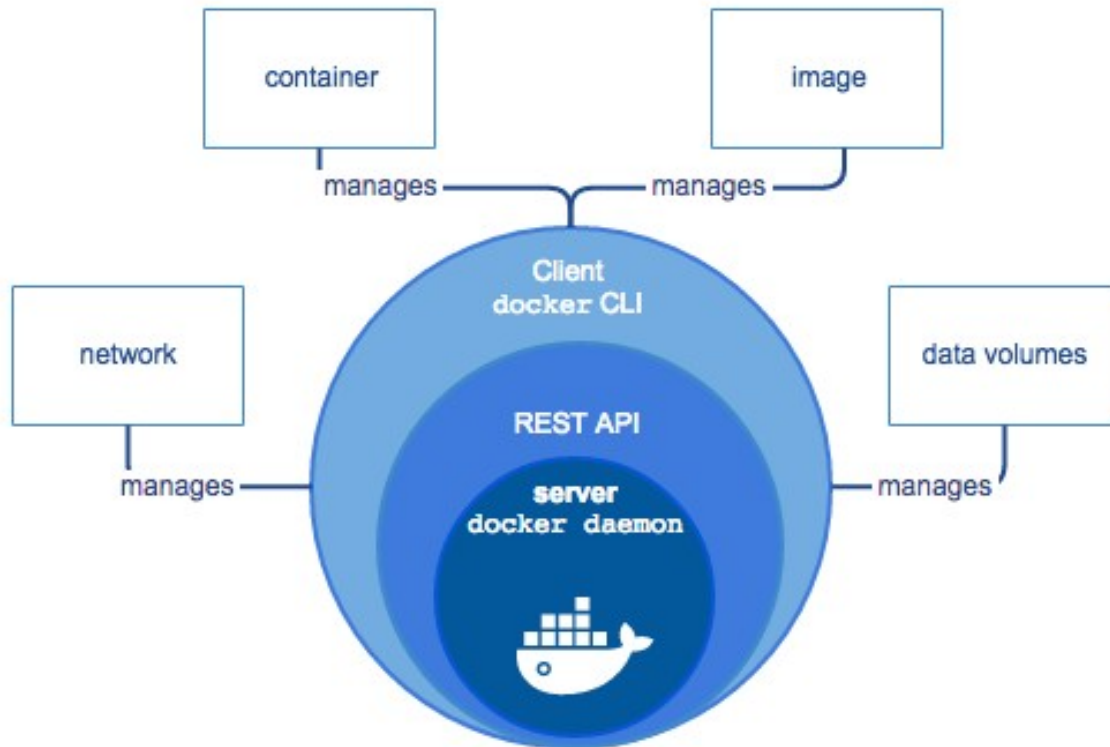 container
image
manages
manages
Client
docker CLI
network
data volumes
REST API
manages
manages
server
docker daemon